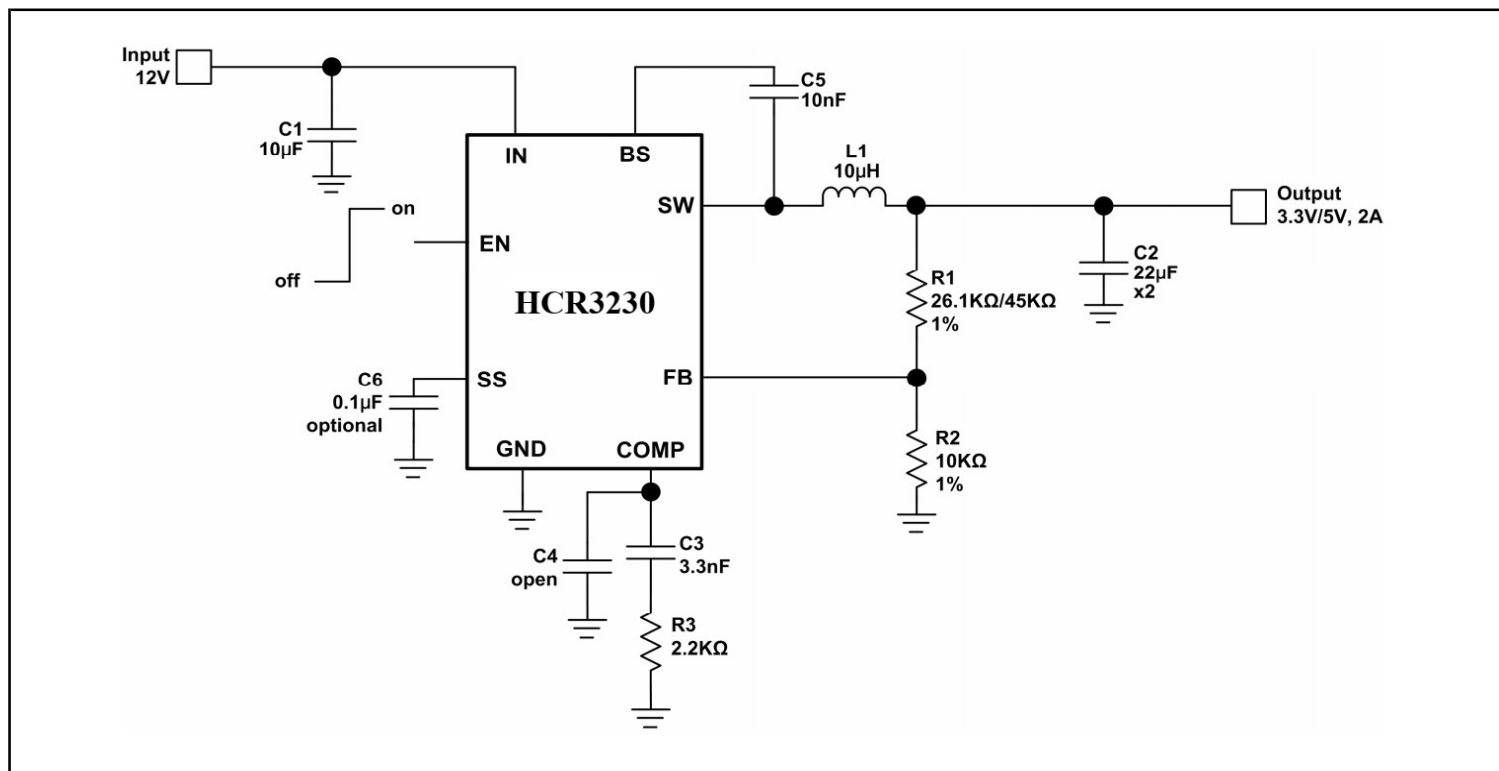 Input
12V
C1
10µF
IN
BS
C5
10nF
L1
10µH
SW
Output
3.3V/5V, 2A
on
off
EN
HCR3230
C2
22µF
x2
R1
26.1KΩ/45KΩ
1%
C6
0.1µF
optional
SS
FB
GND
COMP
R2
10KΩ
1%
C4
open
C3
3.3nF
R3
2.2KΩ